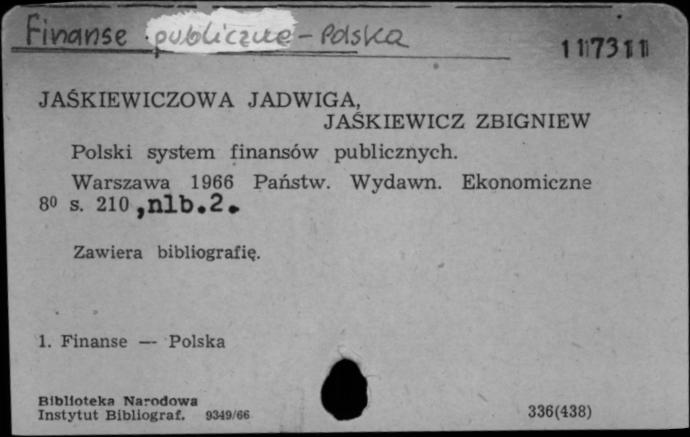 Finanse publiczne - Polska
117311
JAŚKIEWICZOWA JADWIGA,
JAŚKIEWICZ ZBIGNIEW
Polski system finansów publicznych.
Warszawa 1966 Państw. Wydawn. Ekonomiczne
8⁰ s. 210 ,nlb.2.
Zawiera bibliografię.
1. Finanse — Polska
Biblioteka Narodowa
Instytut Bibliograf. 9349/66
336(438)